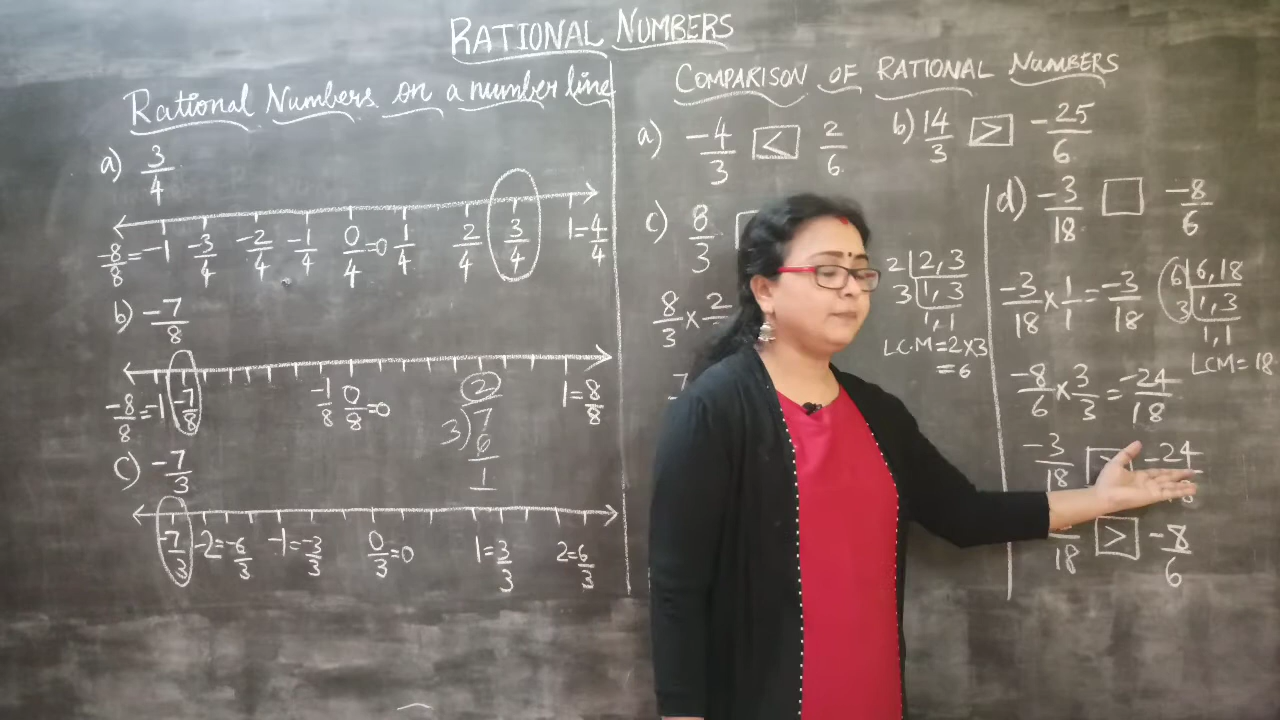 RATIONAL NUMBERS
Rational Numbers on a number line
a) 3/4
-8/8 = -1 -3/4 -2/4 -1/4 0/4 = 0 1/4 2/4 3/4 1 = 4/4
b) -7/8
-8/8 = -1 -7/8 -1/8 0/8 = 0 1 = 8/8
2
3) 7
6
1
c) -7/3
-7/3 -2 = -6/3 -1 = -3/3 0/3 = 0 1 = 3/3 2 = 6/3
COMPARISON OF RATIONAL NUMBERS
a) -4/3 < 2/6
b) 14/3 > -25/6
c) 8/3
2 | 2, 3
3 | 1, 3
1, 1
8/3 × 2
L.C.M = 2×3
= 6
7
d) -3/18 □ -8/6
-3/18 × 1/1 = -3/18
6 | 6, 18
3 | 1, 3
1, 1
LCM = 18
-8/6 × 3/3 = -24/18
-3/18 -24
18 > -8/6